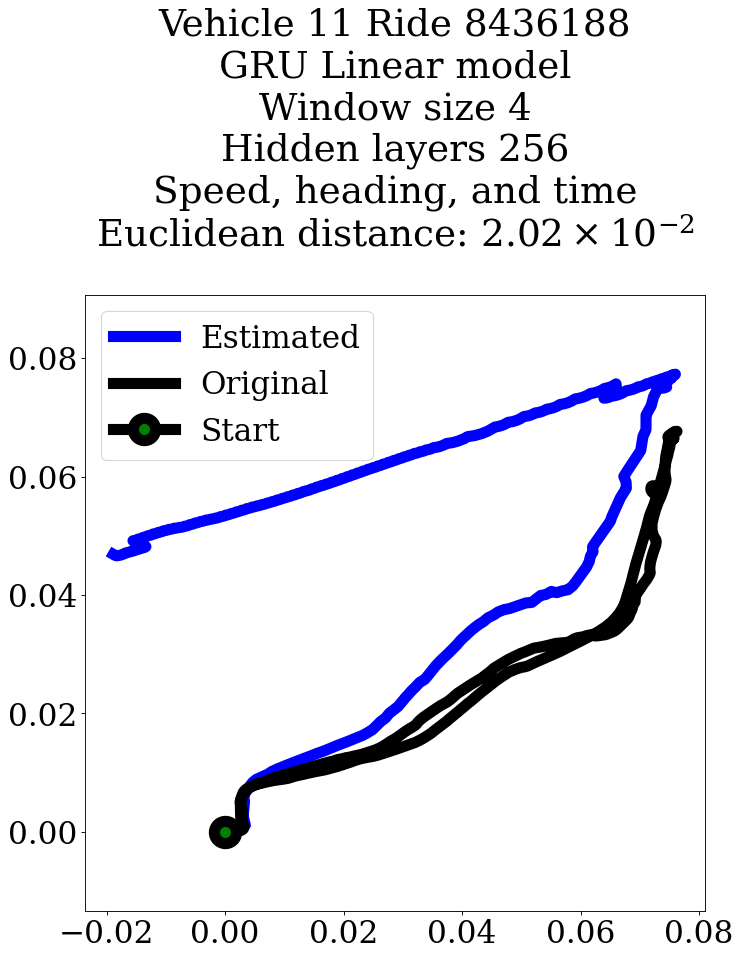 Vehicle 11 Ride 8436188
GRU Linear model
Window size 4
Hidden layers 256
Speed, heading, and time
Euclidean distance: 2.02 × 10⁻²
Estimated
Original
Start
0.08
0.06
0.04
0.02
0.00
−0.02 0.00 0.02 0.04 0.06 0.08